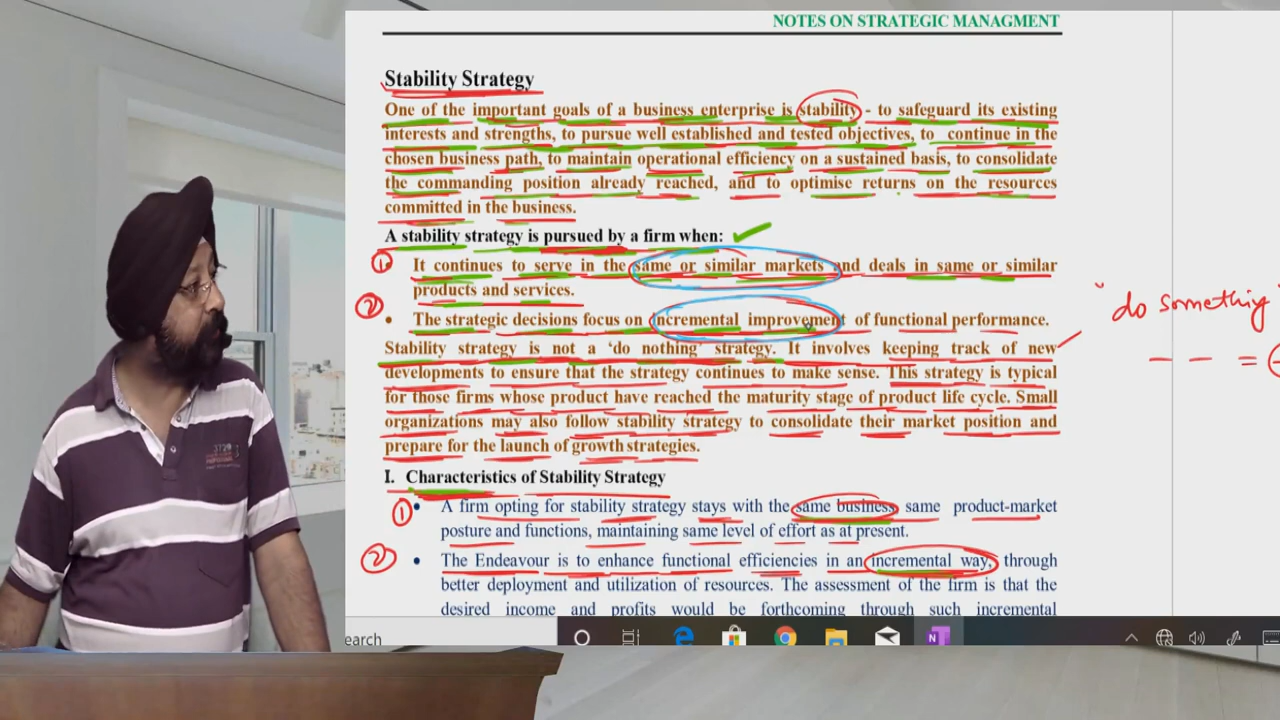 NOTES ON STRATEGIC MANAGMENT
Stability Strategy
One of the important goals of a business enterprise is stability - to safeguard its existing
interests and strengths, to pursue well established and tested objectives, to continue in the
chosen business path, to maintain operational efficiency on a sustained basis, to consolidate
the commanding position already reached, and to optimise returns on the resources
committed in the business.
A stability strategy is pursued by a firm when:
1. It continues to serve in the same or similar markets and deals in same or similar
products and services.
2
• The strategic decisions focus on incremental improvement of functional performance.
"do something"
Stability strategy is not a 'do nothing' strategy. It involves keeping track of new
developments to ensure that the strategy continues to make sense. This strategy is typical
for those firms whose product have reached the maturity stage of product life cycle. Small
organizations may also follow stability strategy to consolidate their market position and
prepare for the launch of growth strategies.
I. Characteristics of Stability Strategy
1 • A firm opting for stability strategy stays with the same business, same product-market
posture and functions, maintaining same level of effort as at present.
2 • The Endeavour is to enhance functional efficiencies in an incremental way, through
better deployment and utilization of resources. The assessment of the firm is that the
desired income and profits would be forthcoming through such incremental
earch